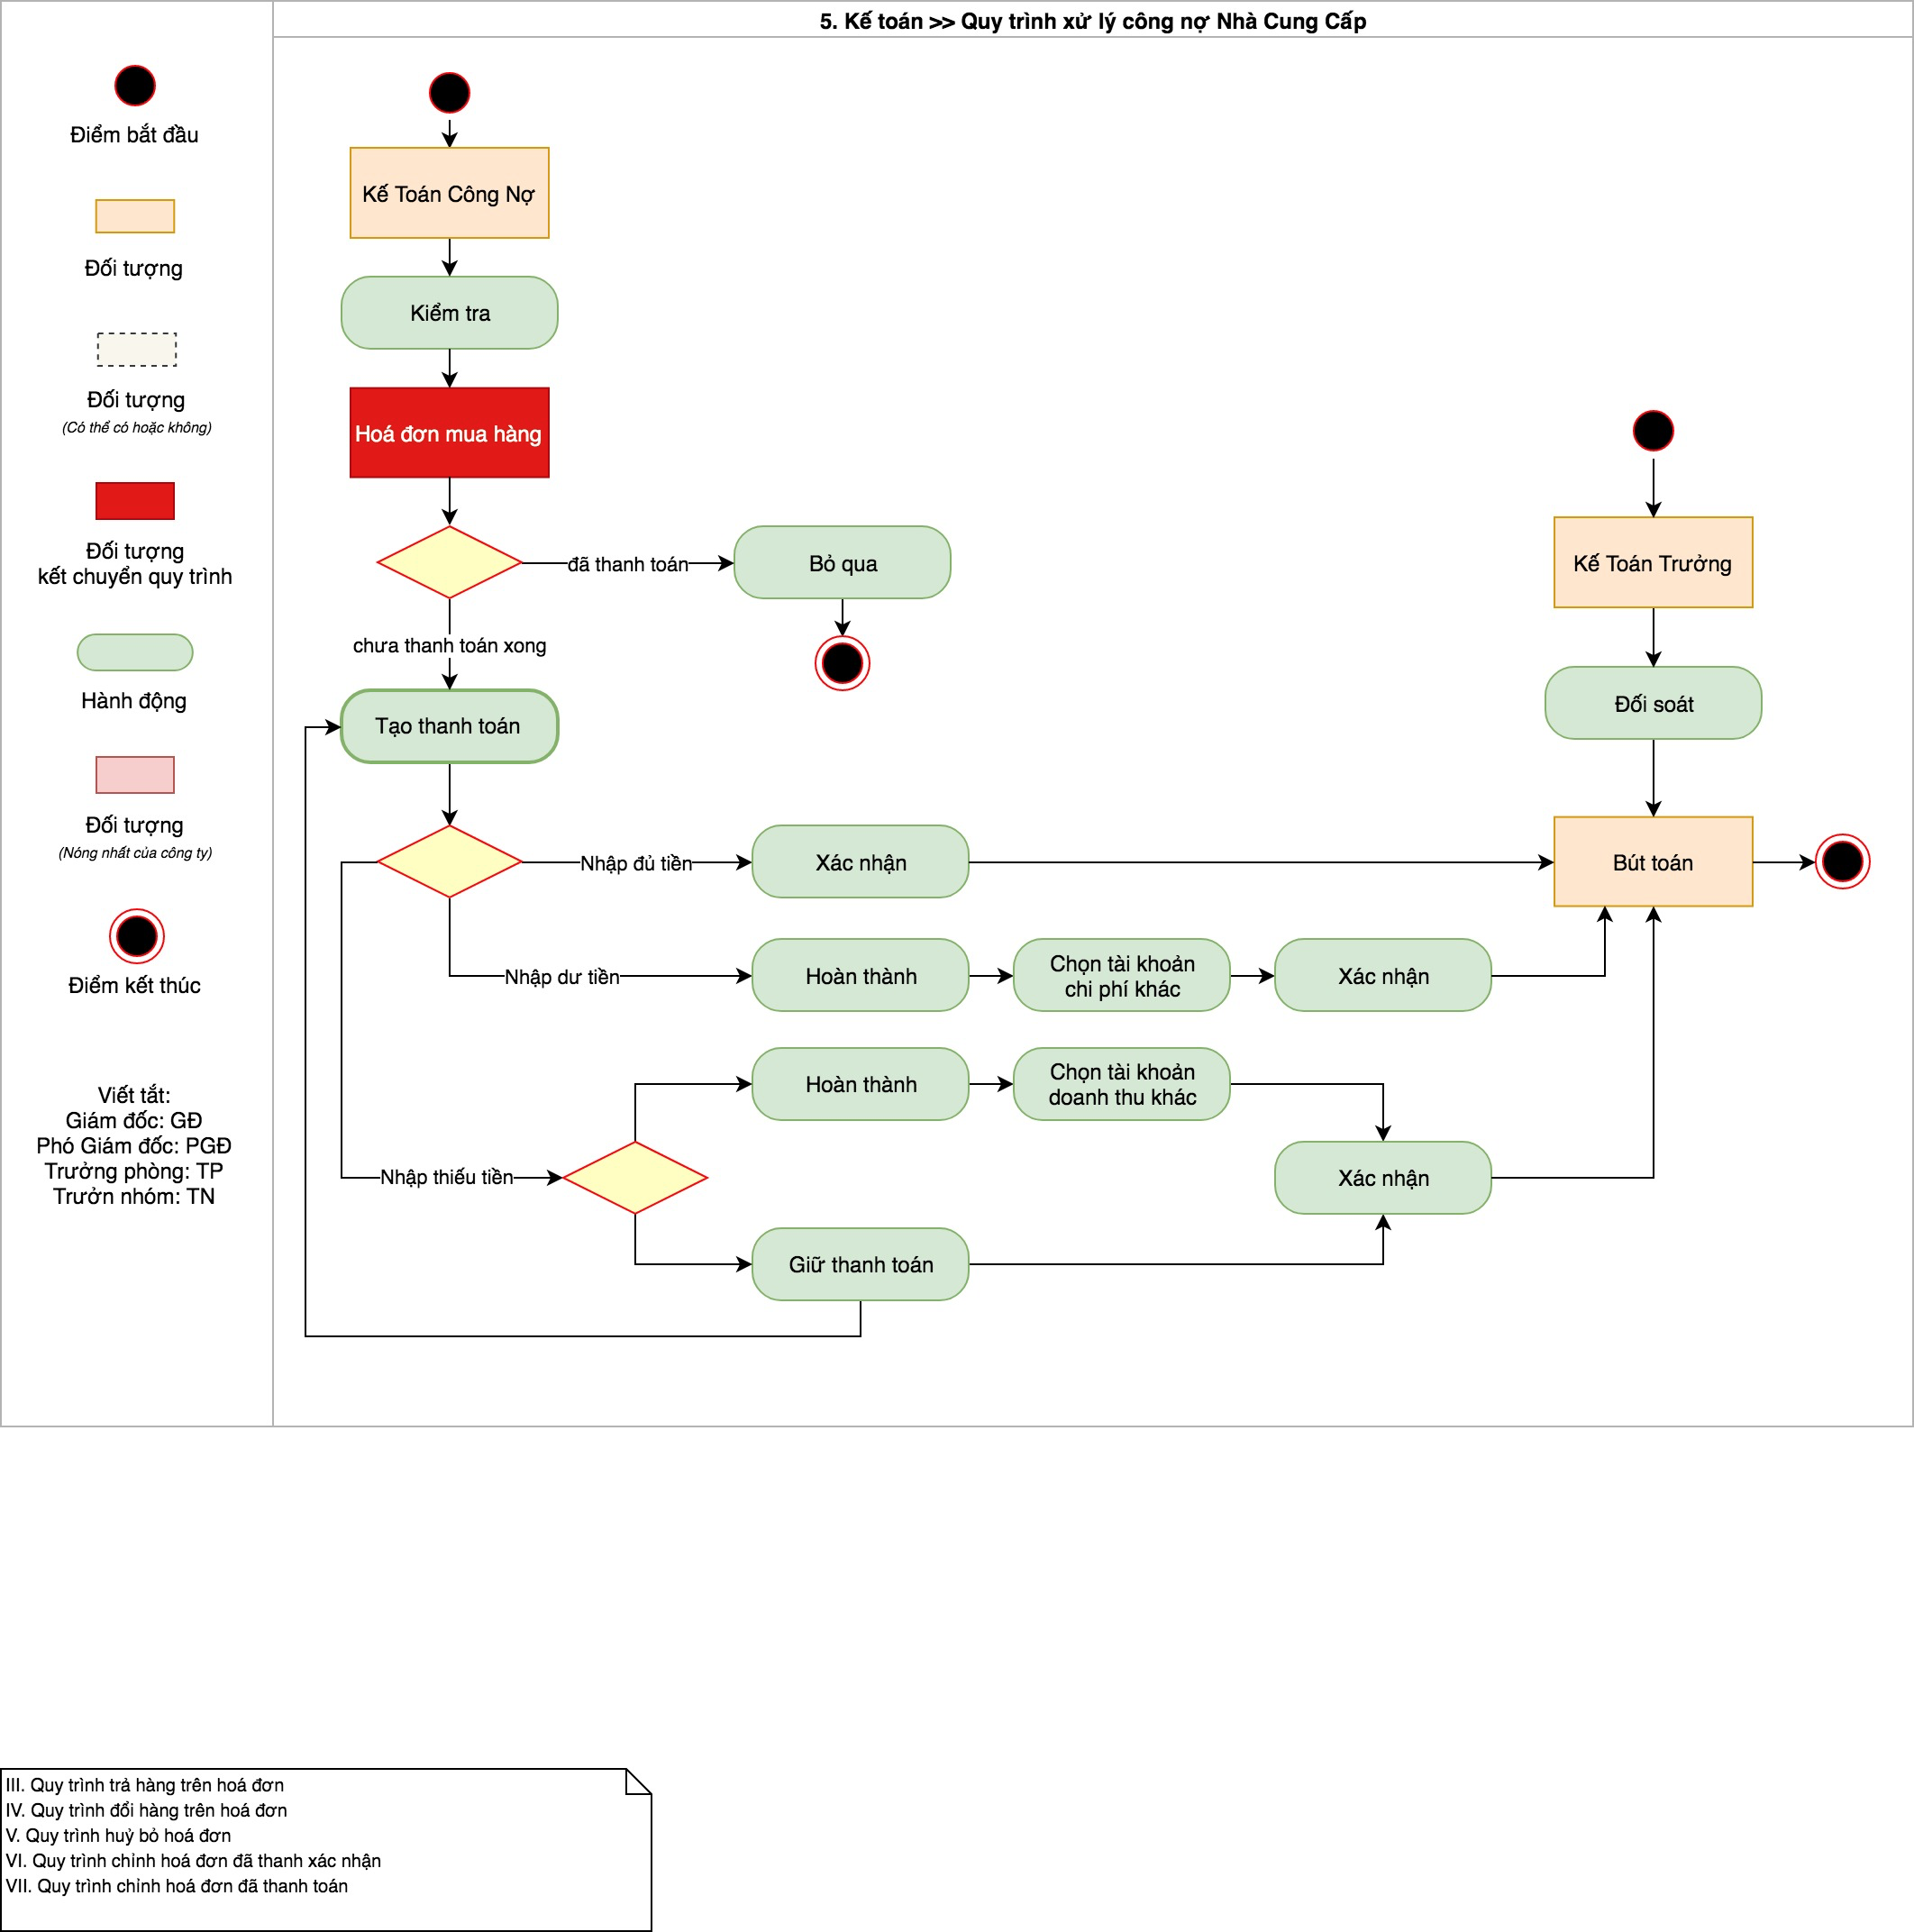 5. Kế toán >> Quy trình xử lý công nợ Nhà Cung Cấp
Điểm bắt đầu
Đối tượng
Đối tượng
(Có thể có hoặc không)
Đối tượng
kết chuyển quy trình
Hành động
Đối tượng
(Nóng nhất của công ty)
Điểm kết thúc
Viết tắt:
Giám đốc: GĐ
Phó Giám đốc: PGĐ
Trưởng phòng: TP
Trưởn nhóm: TN
Kế Toán Công Nợ
Kiểm tra
Hoá đơn mua hàng
đã thanh toán
Bỏ qua
chưa thanh toán xong
Tạo thanh toán
Nhập đủ tiền
Xác nhận
Nhập dư tiền
Hoàn thành
Chọn tài khoản
chi phí khác
Xác nhận
Nhập thiếu tiền
Hoàn thành
Chọn tài khoản
doanh thu khác
Xác nhận
Giữ thanh toán
Kế Toán Trưởng
Đối soát
Bút toán
III. Quy trình trả hàng trên hoá đơn
IV. Quy trình đổi hàng trên hoá đơn
V. Quy trình huỷ bỏ hoá đơn
VI. Quy trình chỉnh hoá đơn đã thanh xác nhận
VII. Quy trình chỉnh hoá đơn đã thanh toán